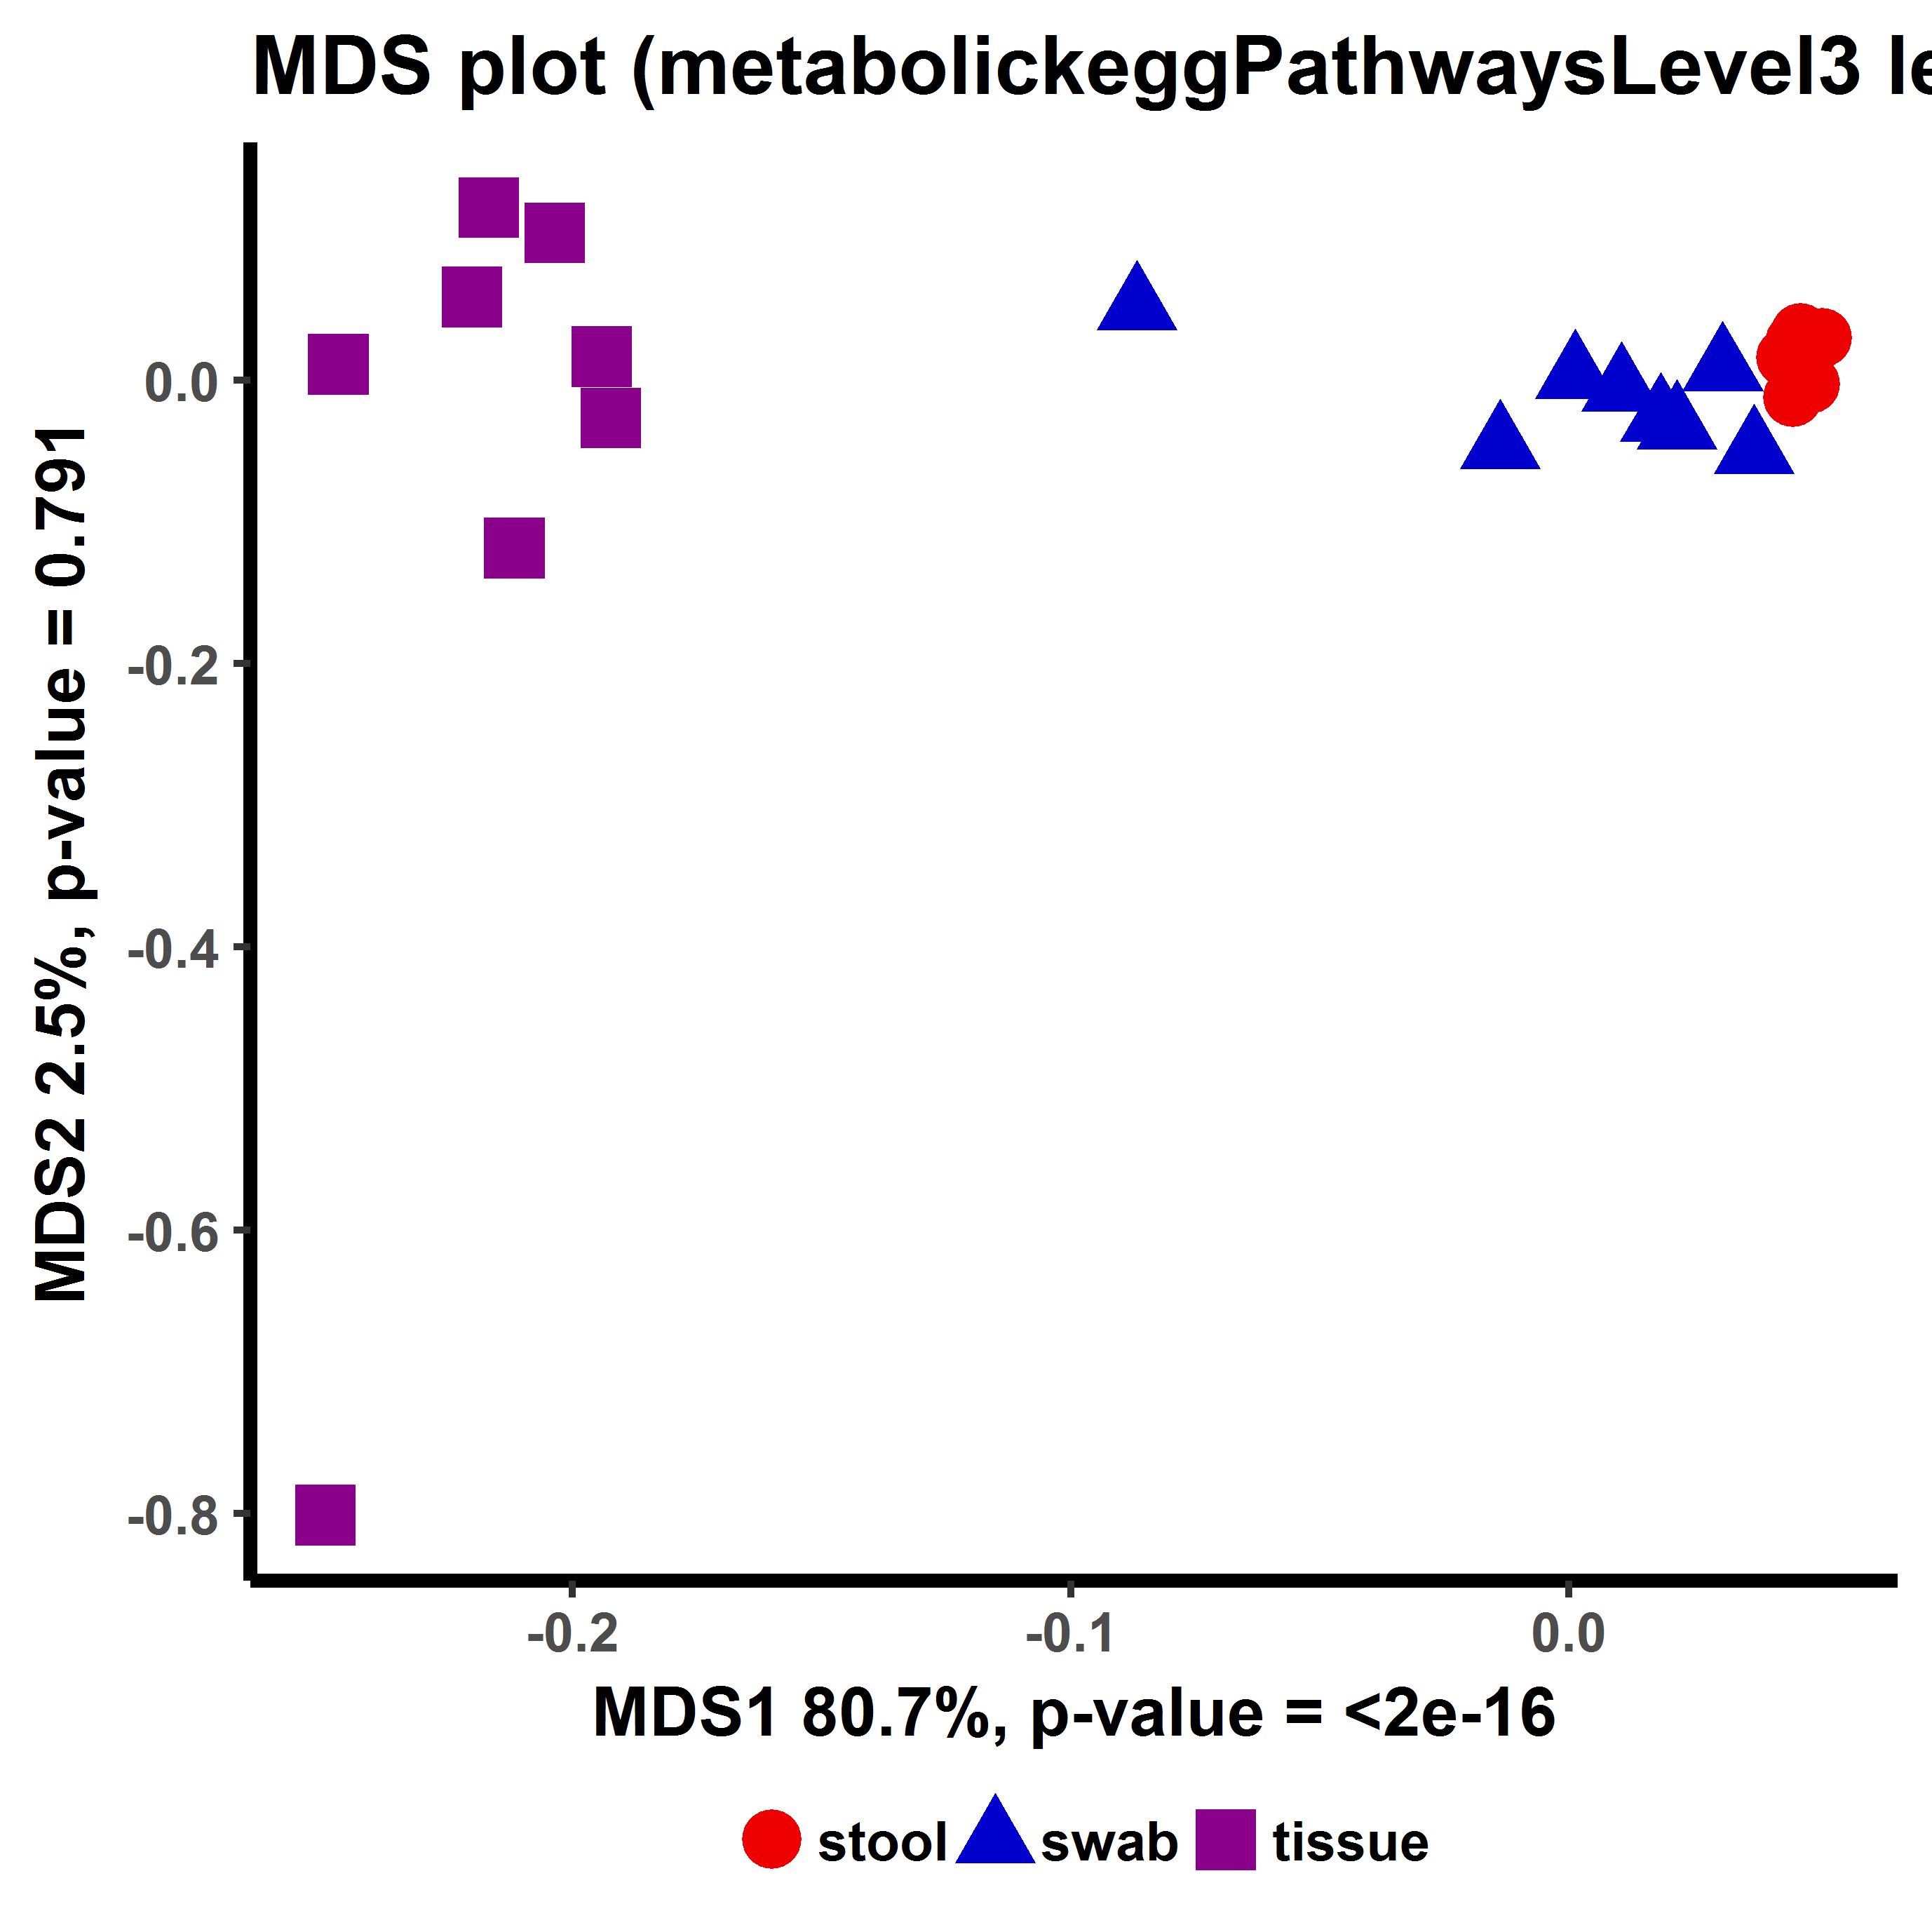 MDS plot (metabolickeggPathwaysLevel3 le
MDS2 2.5%, p-value = 0.791
0.0
-0.2
-0.4
-0.6
-0.8
-0.2 -0.1 0.0
MDS1 80.7%, p-value = <2e-16
stool swab tissue